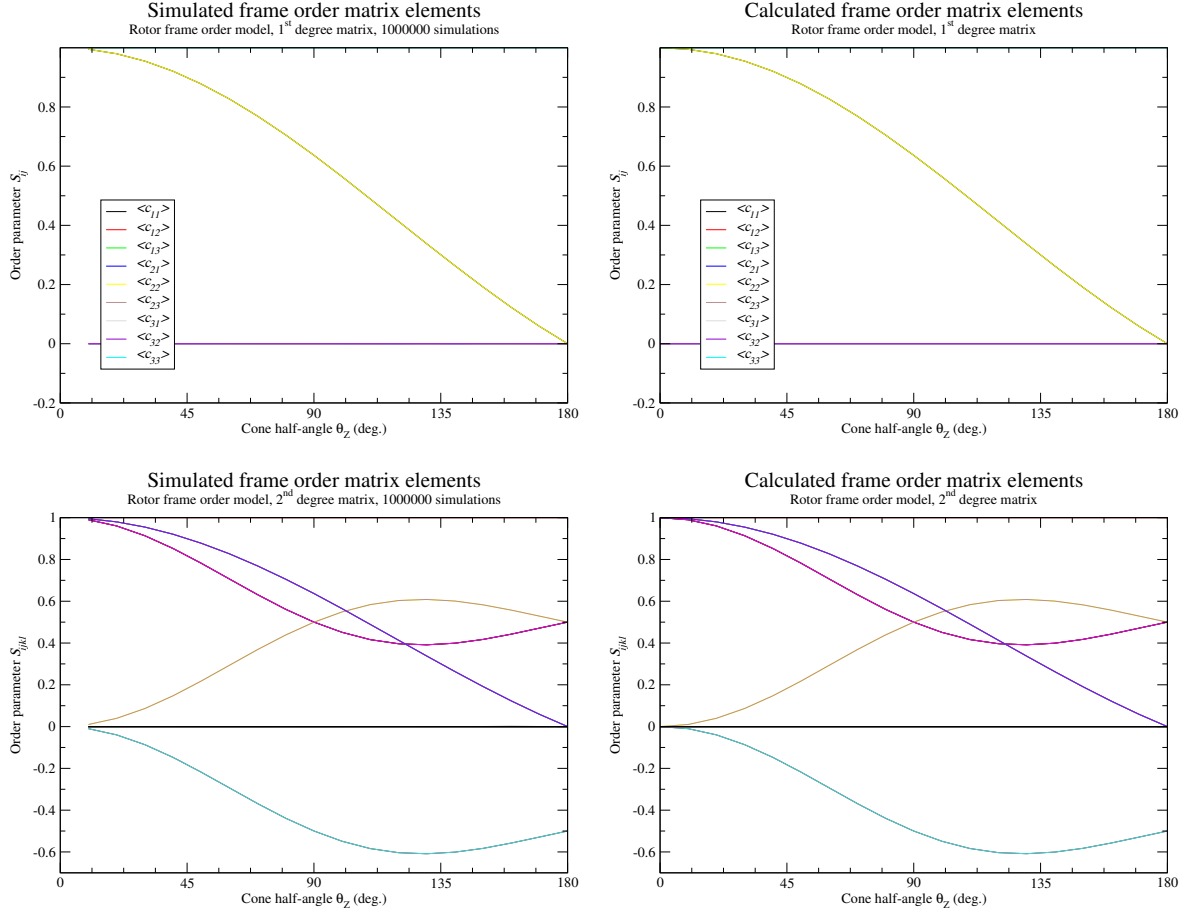 Simulated frame order matrix elements
Rotor frame order model, 1st degree matrix, 1000000 simulations
0.8
0.6
0.4
0.2
0
-0.2
Order parameter Sij
<c11>
<c12>
<c13>
<c21>
<c22>
<c23>
<c31>
<c32>
<c33>
0 45 90 135 180
Cone half-angle θZ (deg.)
Calculated frame order matrix elements
Rotor frame order model, 1st degree matrix
0.8
0.6
0.4
0.2
0
-0.2
Order parameter Sij
<c11>
<c12>
<c13>
<c21>
<c22>
<c23>
<c31>
<c32>
<c33>
0 45 90 135 180
Cone half-angle θZ (deg.)
Simulated frame order matrix elements
Rotor frame order model, 2nd degree matrix, 1000000 simulations
1
0.8
0.6
0.4
0.2
0
-0.2
-0.4
-0.6
Order parameter Sijkl
0 45 90 135 180
Cone half-angle θZ (deg.)
Calculated frame order matrix elements
Rotor frame order model, 2nd degree matrix
1
0.8
0.6
0.4
0.2
0
-0.2
-0.4
-0.6
Order parameter Sijkl
0 45 90 135 180
Cone half-angle θZ (deg.)